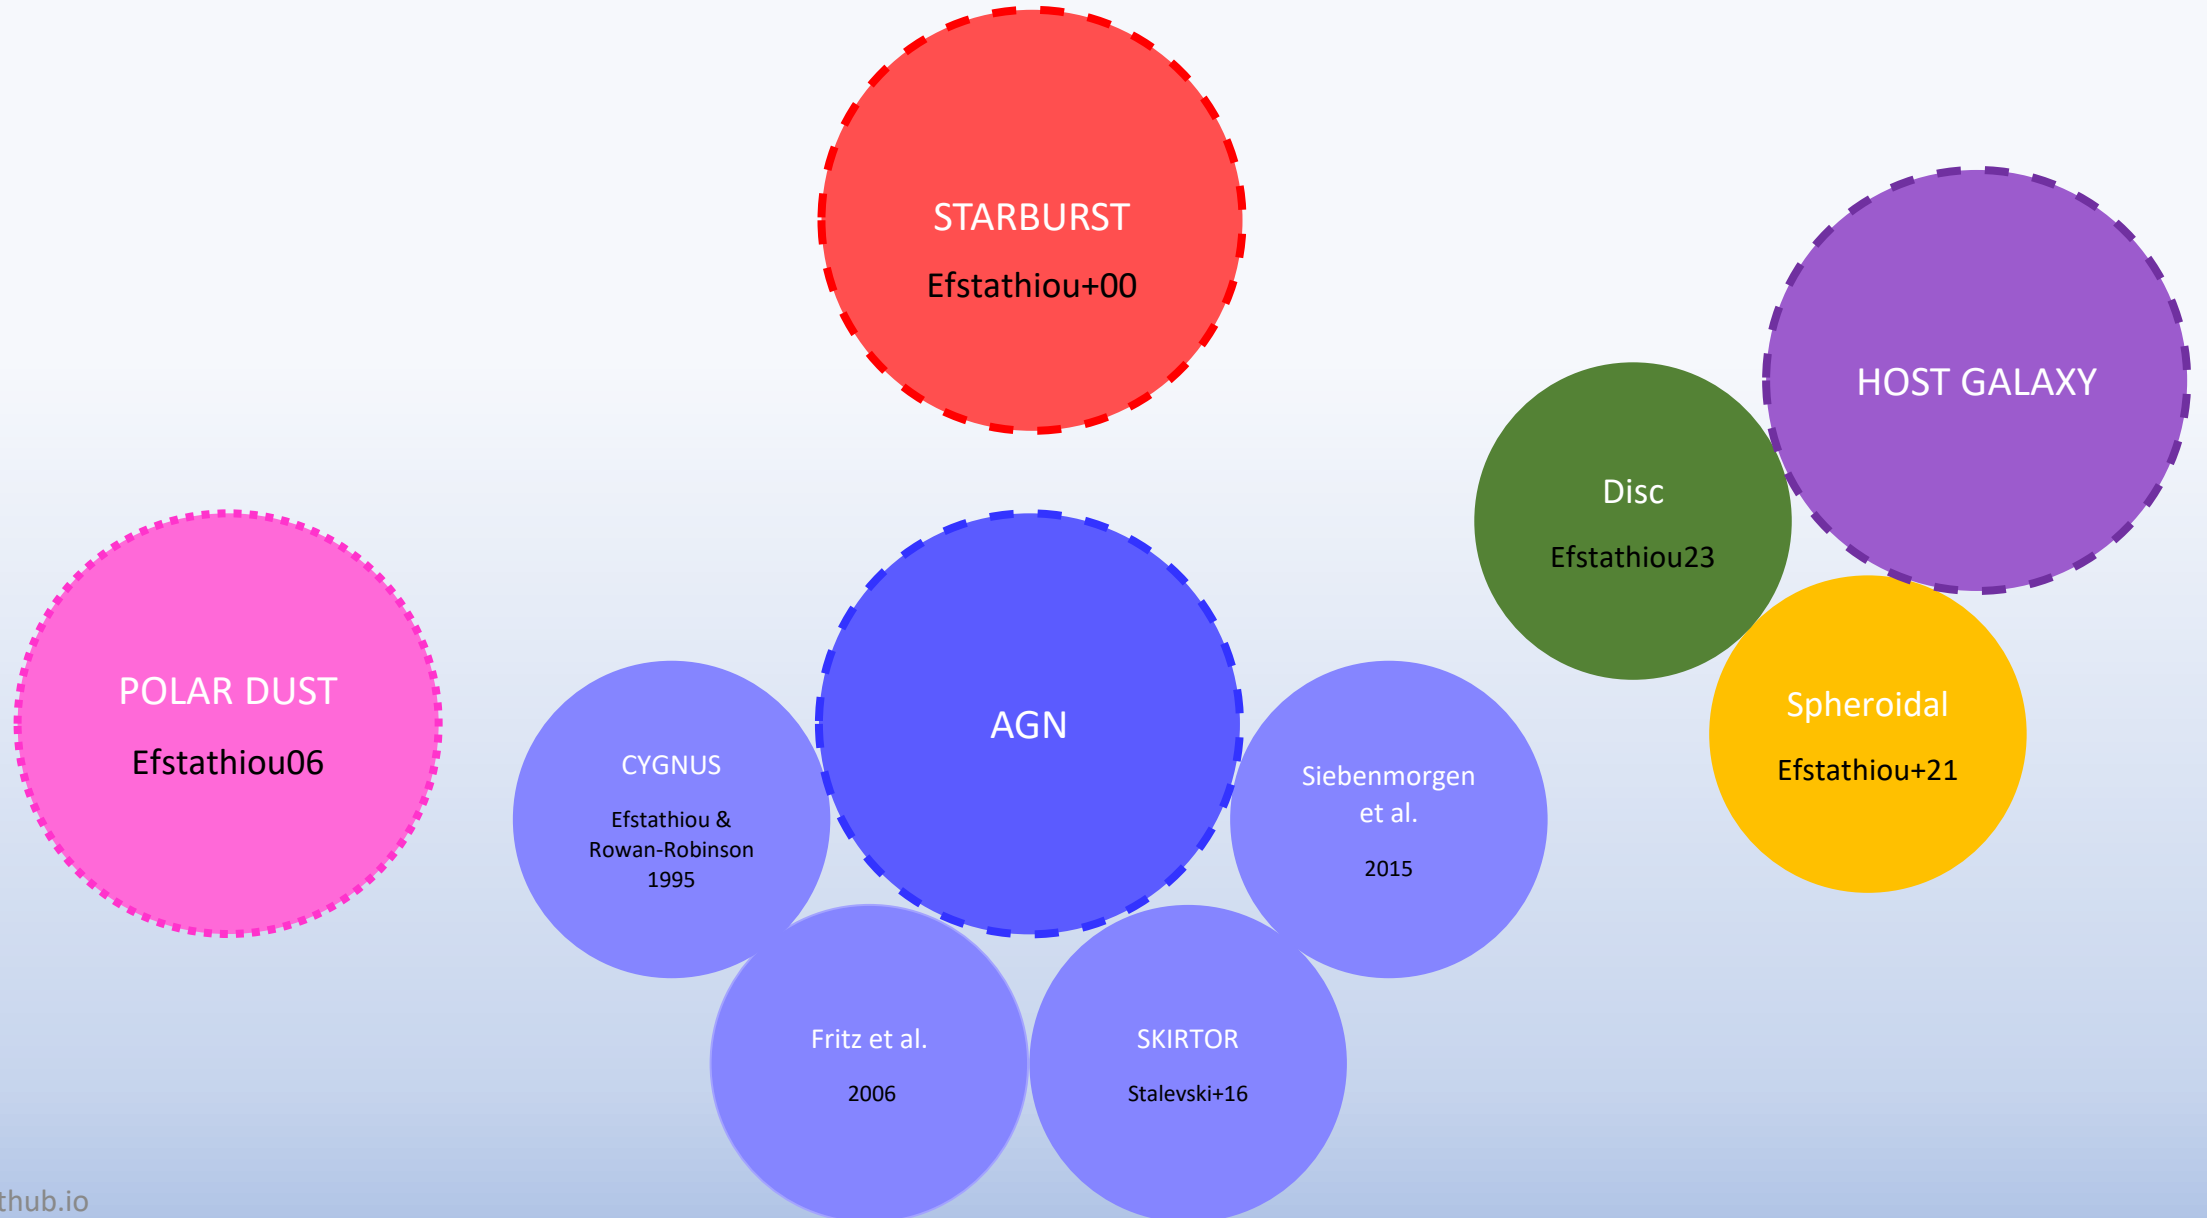 STARBURST
Efstathiou+00
HOST GALAXY
Disc
Efstathiou23
Spheroidal
Efstathiou+21
POLAR DUST
Efstathiou06
AGN
CYGNUS
Efstathiou &
Rowan-Robinson
1995
Siebenmorgen
et al.
2015
Fritz et al.
2006
SKIRTOR
Stalevski+16
thub.io